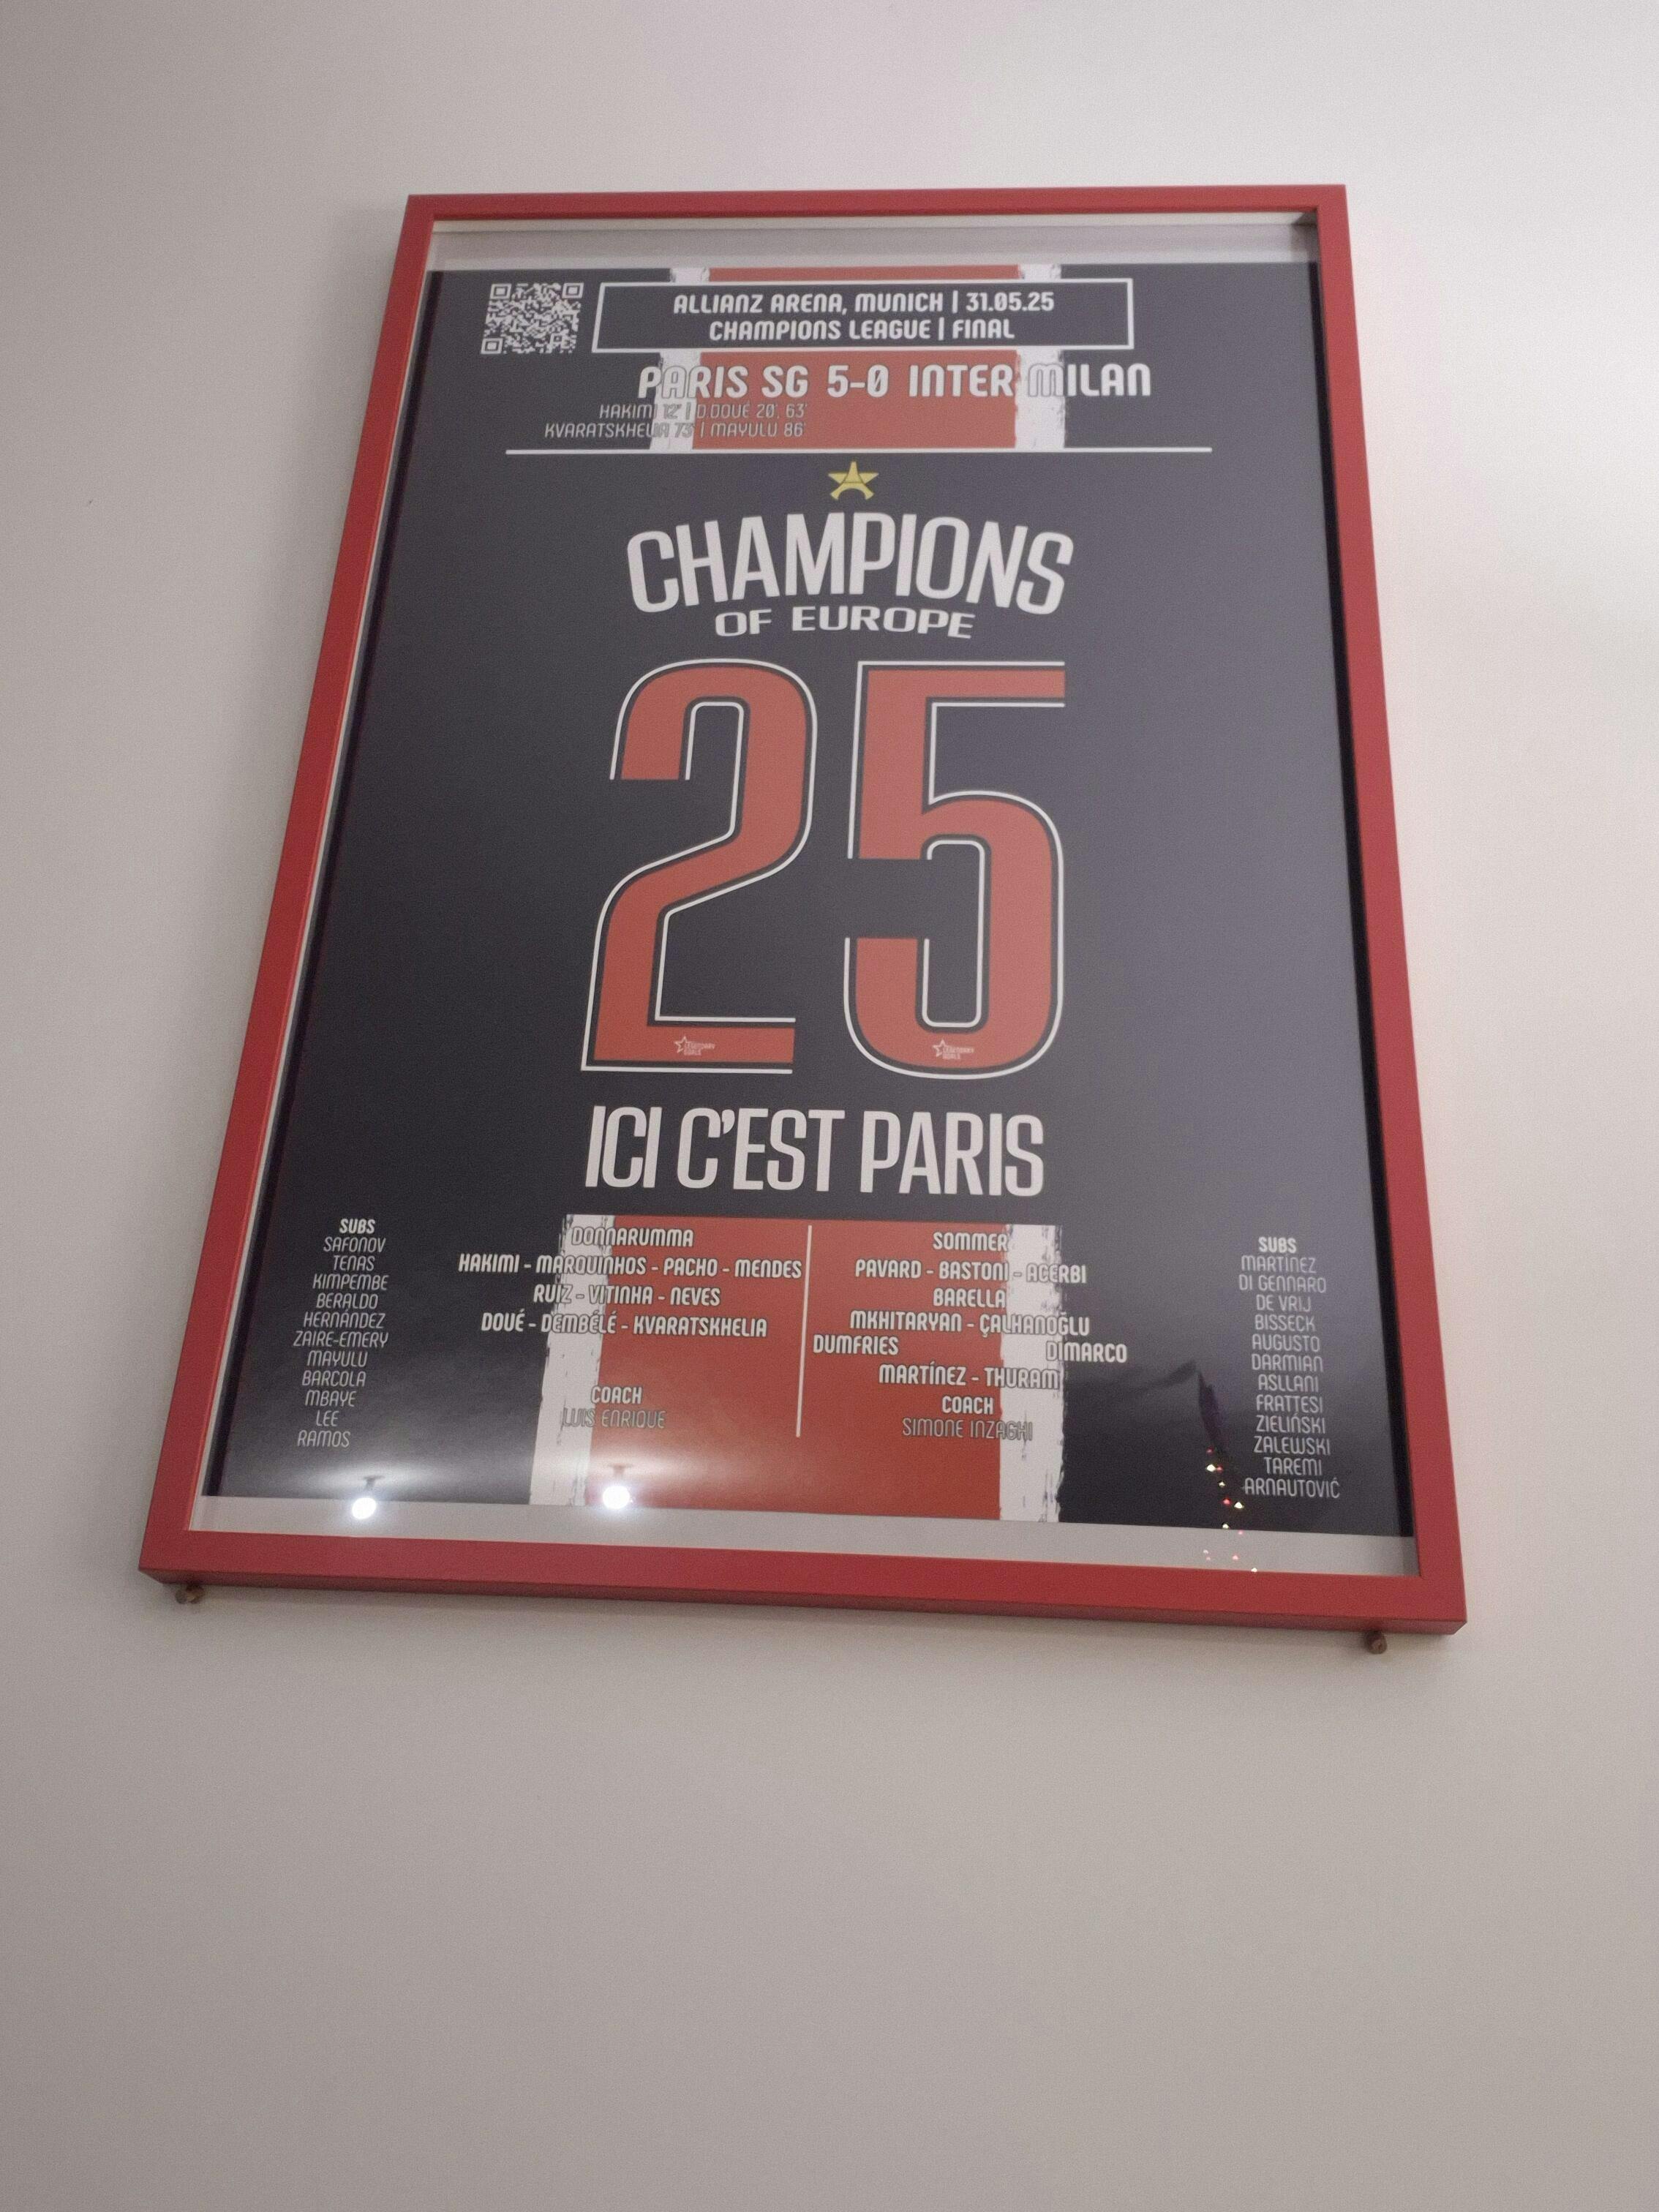 ALLIANZ ARENA, MUNICH | 31.05.25
CHAMPIONS LEAGUE | FINAL
PARIS SG 5-0 INTER MILAN
HAKIMI 12' | D.DOUÉ 20', 63'
KVARATSKHELIA 73' | MAYULU 86'
CHAMPIONS
OF EUROPE
25
LEGENDARY
GOALS
LEGENDARY
GOALS
ICI C'EST PARIS
SUBS
SAFONOV
TENAS
KIMPEMBE
BERALDO
HERNÁNDEZ
ZAIRE-EMERY
MAYULU
BARCOLA
MBAYE
LEE
RAMOS
DONNARUMMA
HAKIMI - MARQUINHOS - PACHO - MENDES
RUIZ - VITINHA - NEVES
DOUÉ - DEMBÉLÉ - KVARATSKHELIA
COACH
LUIS ENRIQUE
SOMMER
PAVARD - BASTONI - ACERBI
BARELLA
MKHITARYAN - ÇALHANOĞLU
DUMFRIES DIMARCO
MARTÍNEZ - THURAM
COACH
SIMONE INZAGHI
SUBS
MARTÍNEZ
DI GENNARO
DE VRIJ
BISSECK
AUGUSTO
DARMIAN
ASLLANI
FRATTESI
ZIELIŃSKI
ZALEWSKI
TAREMI
ARNAUTOVIĆ